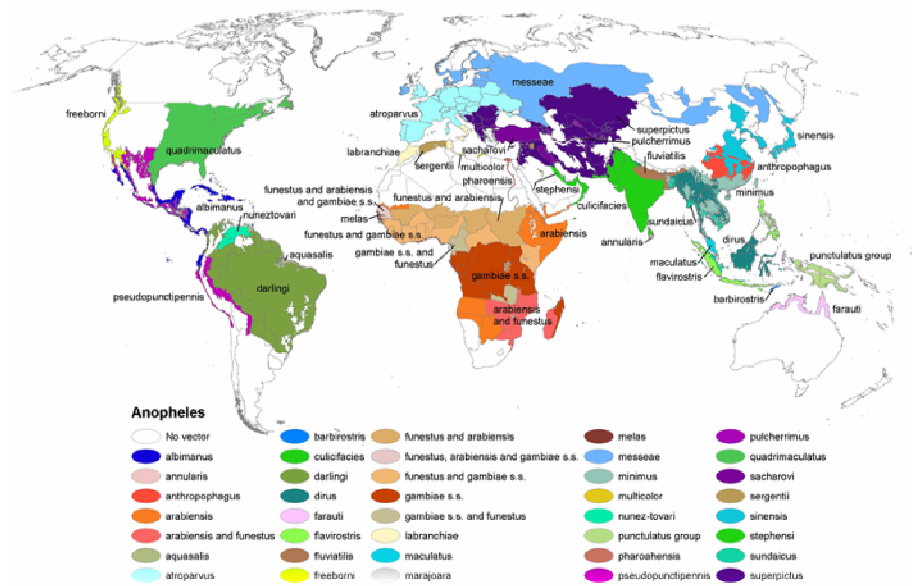 messeae
freeborni
atroparvus
superpictus
sinensis
quadrimaculatus
labranchiae
sacharovi
pulcherrimus
sergentii
multicolor
fluviatilis
anthropophagus
pharoensis
stephensi
minimus
funestus and arabiensis
and gambiae s.s.
funestus and arabiensis
albimanus
culicifacies
nuneztovari
melas
sundaicus
funestus and gambiae s.s.
arabiensis
annularis
dirus
aquasalis
gambiae s.s. and
funestus
maculatus
punctulatus group
gambiae s.s.
flavirostris
darlingi
pseudopunctipennis
barbirostris
arabiensis
and funestus
farauti
Anopheles
No vector
barbirostris
funestus and arabiensis
melas
pulcherrimus
albimanus
culicifacies
funestus, arabiensis and gambiae s.s.
messeae
quadrimaculatus
annularis
darlingi
funestus and gambiae s.s.
minimus
sacharovi
anthropophagus
dirus
gambiae s.s.
multicolor
sergentii
arabiensis
farauti
gambiae s.s. and funestus
nunez-tovari
sinensis
arabiensis and funestus
flavirostris
labranchiae
punctulatus group
stephensi
aquasalis
fluviatilis
maculatus
pharoahensis
sundaicus
atroparvus
freeborni
marajoara
pseudopunctipennis
superpictus